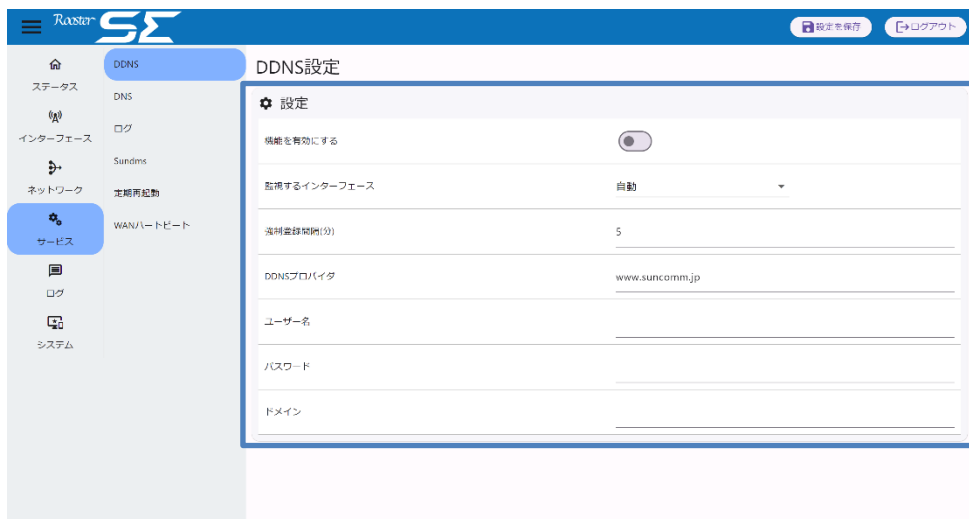 Rooster SE
設定を保存
ログアウト
ステータス
インターフェース
ネットワーク
サービス
ログ
システム
DDNS
DNS
ログ
Sundms
定期再起動
WANハートビート
DDNS設定
設定
機能を有効にする
監視するインターフェース 自動
強制登録間隔(分) 5
DDNSプロバイダ www.suncomm.jp
ユーザー名
パスワード
ドメイン